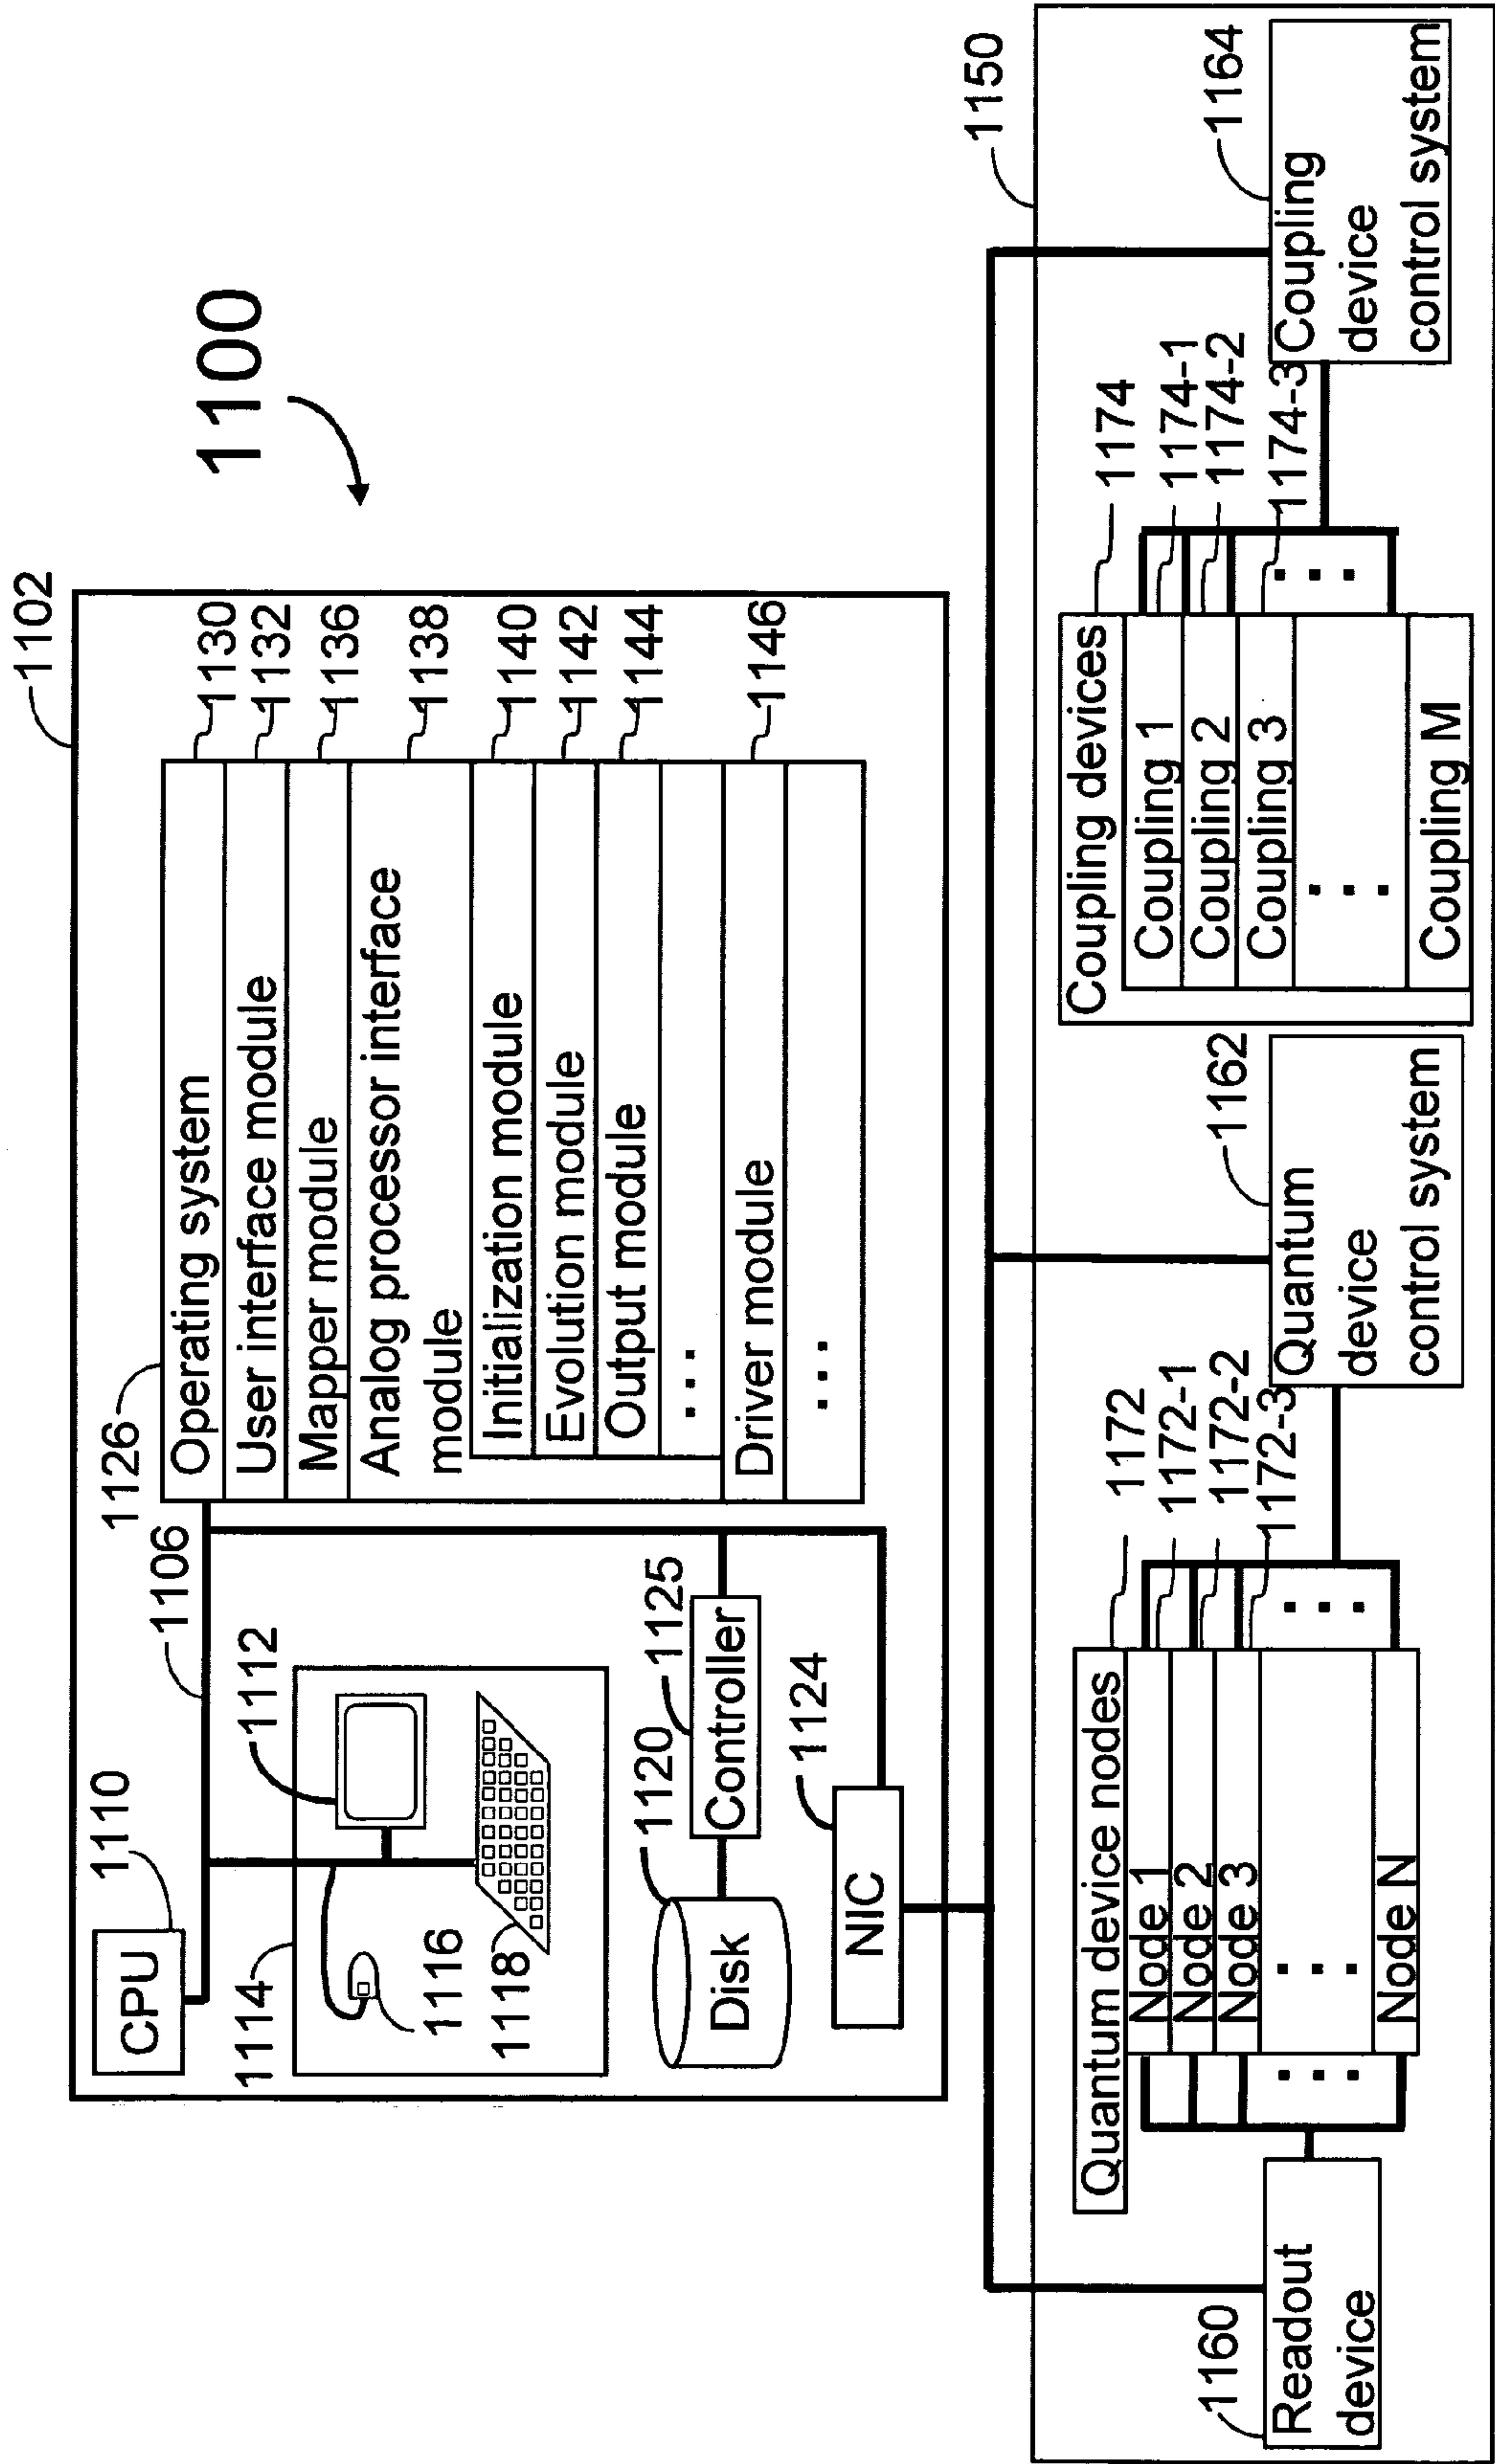 1100
1102
1110
CPU
1106
1126
Operating system
1130
User interface module
1132
Mapper module
1136
Analog processor interface
module
1138
Initialization module
1140
Evolution module
1142
Output module
1144
...
Driver module
1146
...
1114
1112
1116
1118
1120
Disk
1125
Controller
1124
NIC
1150
1160
Readout
device
Quantum device nodes
1172
Node 1
1172-1
Node 2
1172-2
Node 3
1172-3
...
...
...
Node N
1162
Quantum
device
control system
Coupling devices
1174
Coupling 1
1174-1
Coupling 2
1174-2
Coupling 3
1174-3
...
...
Coupling M
1164
Coupling
device
control system